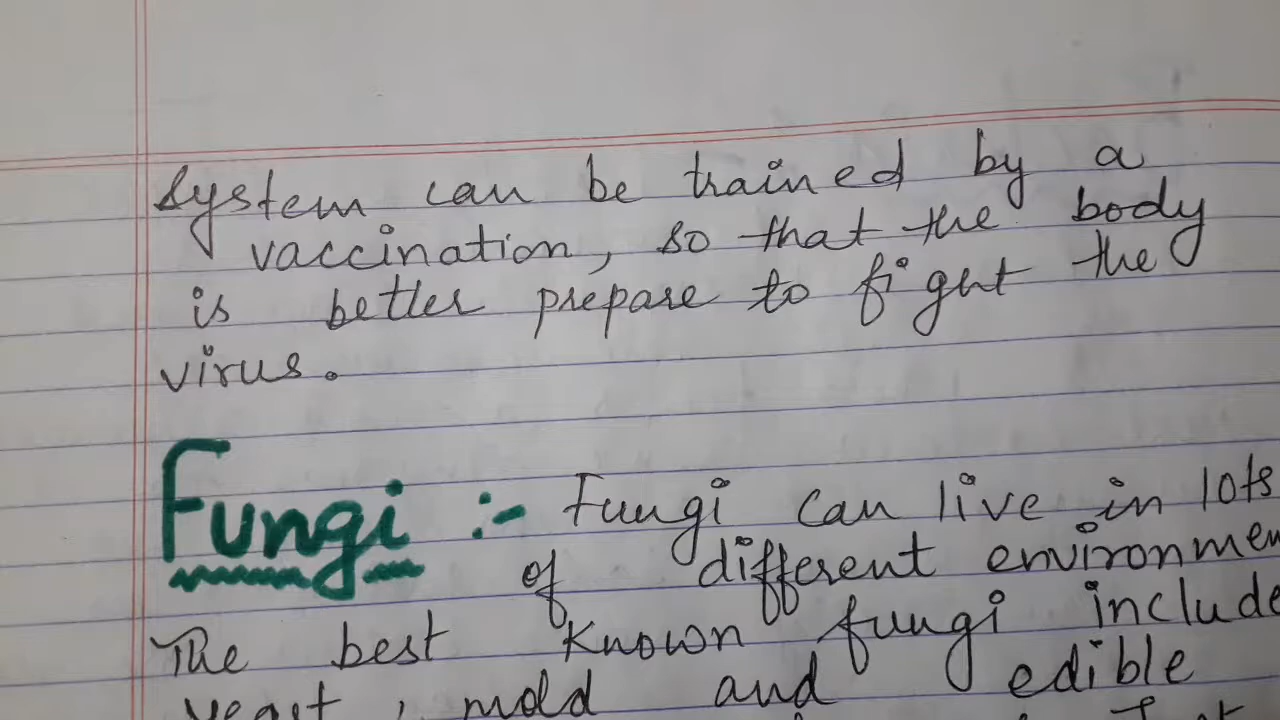 System can be trained by a
vaccination, so that the body
is better prepare to fight the
virus.
Fungi :- Fungi can live in lots
of different environmen
The best known fungi include
yeast, mold and edible